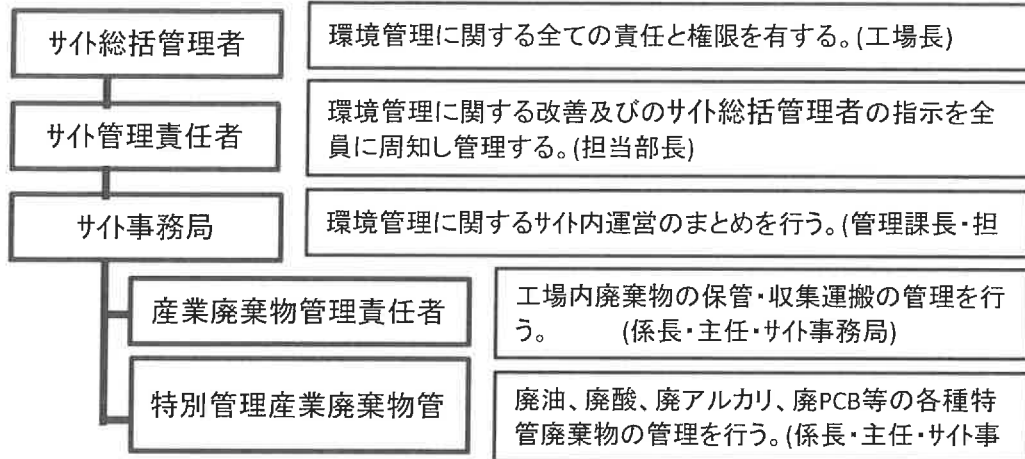 サイト総括管理者
環境管理に関する全ての責任と権限を有する。(工場長)
サイト管理責任者
環境管理に関する改善及びのサイト総括管理者の指示を全
員に周知し管理する。(担当部長)
サイト事務局
環境管理に関するサイト内運営のまとめを行う。(管理課長・担
産業廃棄物管理責任者
工場内廃棄物の保管・収集運搬の管理を行
う。 (係長・主任・サイト事務局)
特別管理産業廃棄物管
廃油、廃酸、廃アルカリ、廃PCB等の各種特
管廃棄物の管理を行う。(係長・主任・サイト事